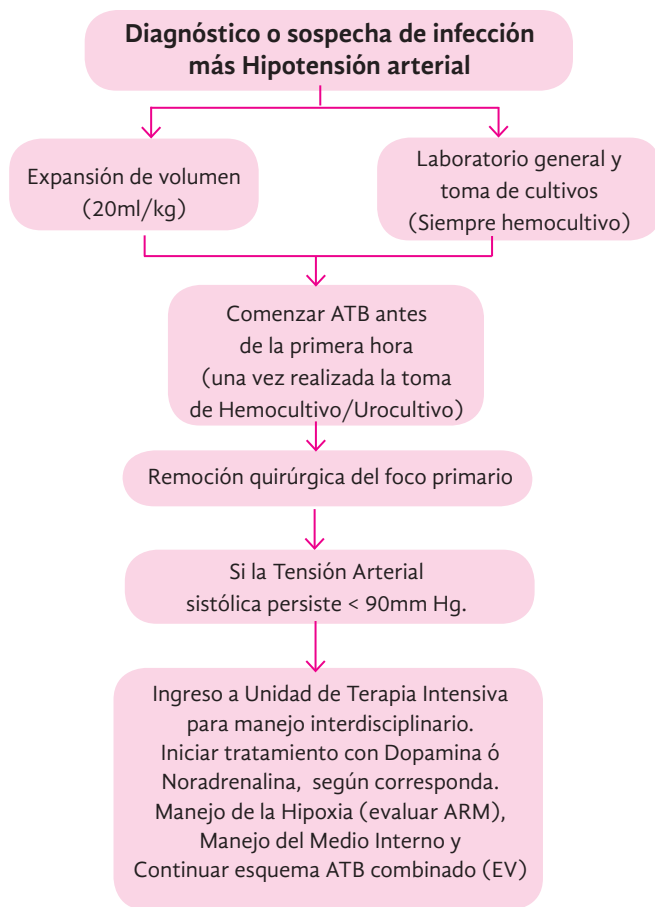 Diagnóstico o sospecha de infección
más Hipotensión arterial
Expansión de volumen
(20ml/kg)
Laboratorio general y
toma de cultivos
(Siempre hemocultivo)
Comenzar ATB antes
de la primera hora
(una vez realizada la toma
de Hemocultivo/Urocultivo)
Remoción quirúrgica del foco primario
Si la Tensión Arterial
sistólica persiste < 90mm Hg.
Ingreso a Unidad de Terapia Intensiva
para manejo interdisciplinario.
Iniciar tratamiento con Dopamina ó
Noradrenalina, según corresponda.
Manejo de la Hipoxia (evaluar ARM),
Manejo del Medio Interno y
Continuar esquema ATB combinado (EV)